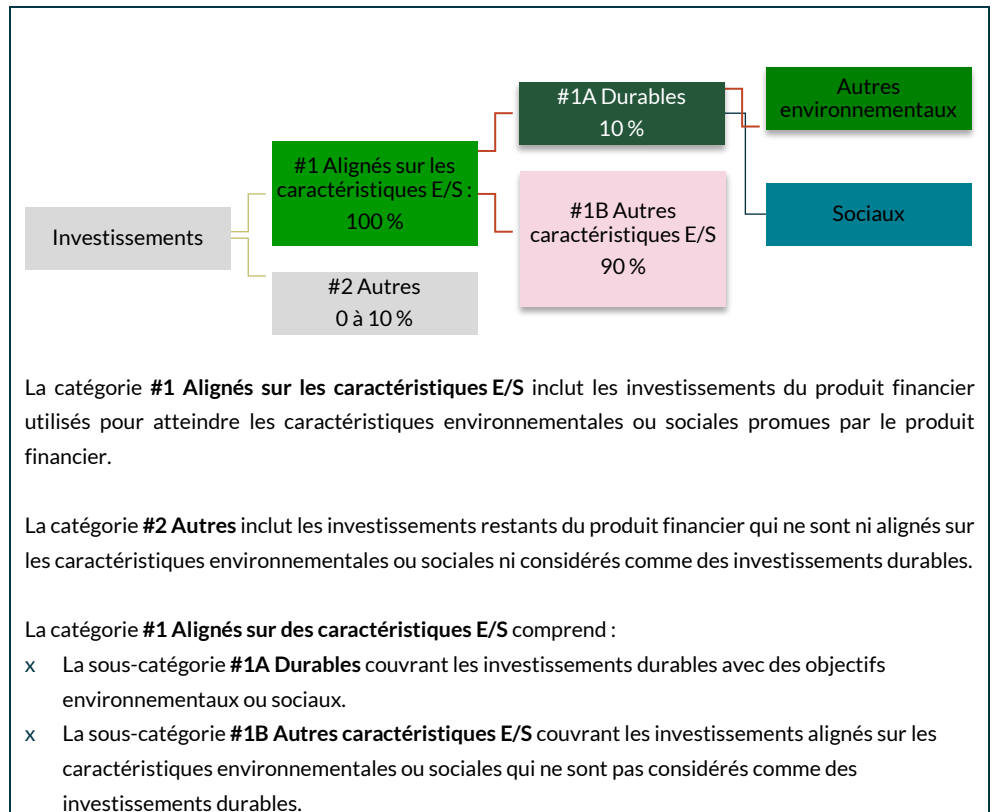 #1A Durables
10 %
Autres
environnementaux
#1 Alignés sur les
caractéristiques E/S :
100 %
#1B Autres
caractéristiques E/S
90 %
Sociaux
Investissements
#2 Autres
0 à 10 %
La catégorie #1 Alignés sur les caractéristiques E/S inclut les investissements du produit financier
utilisés pour atteindre les caractéristiques environnementales ou sociales promues par le produit
financier.
La catégorie #2 Autres inclut les investissements restants du produit financier qui ne sont ni alignés sur
les caractéristiques environnementales ou sociales ni considérés comme des investissements durables.
La catégorie #1 Alignés sur des caractéristiques E/S comprend :
x La sous-catégorie #1A Durables couvrant les investissements durables avec des objectifs
environnementaux ou sociaux.
x La sous-catégorie #1B Autres caractéristiques E/S couvrant les investissements alignés sur les
caractéristiques environnementales ou sociales qui ne sont pas considérés comme des
investissements durables.